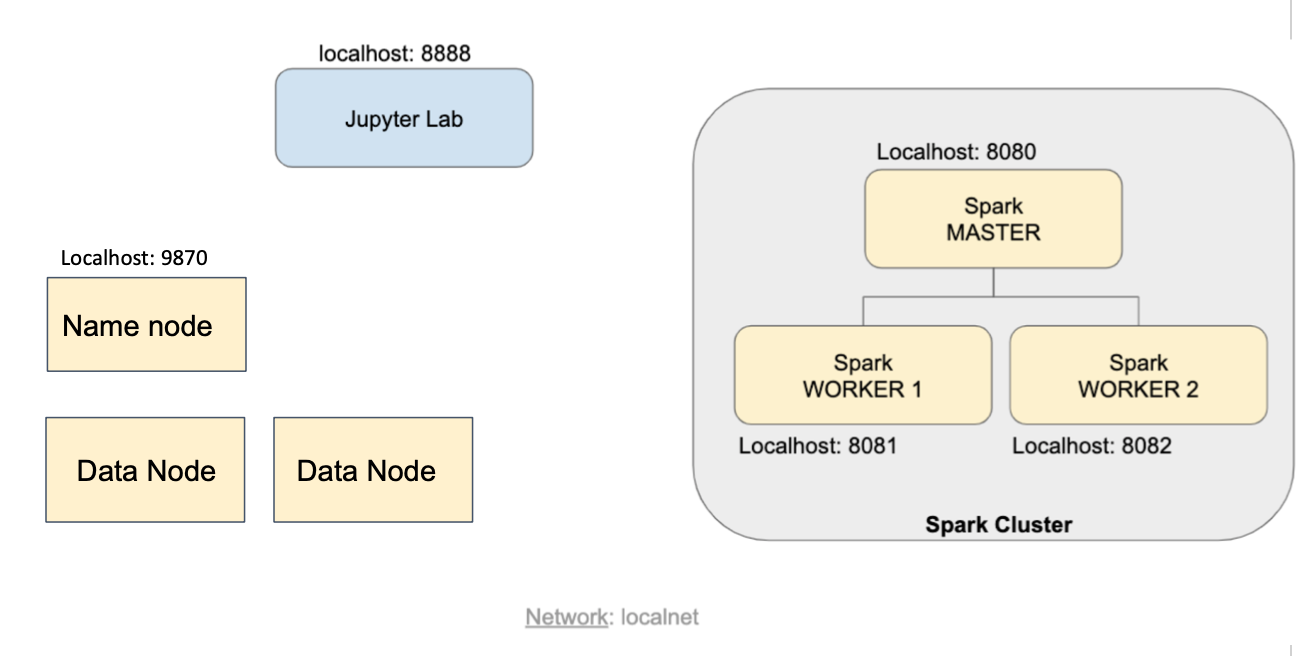 localhost: 8888
Jupyter Lab
Localhost: 8080
Spark
MASTER
Localhost: 9870
Name node
Spark
WORKER 1
Spark
WORKER 2
Localhost: 8081
Localhost: 8082
Data Node
Data Node
Spark Cluster
Network: localnet